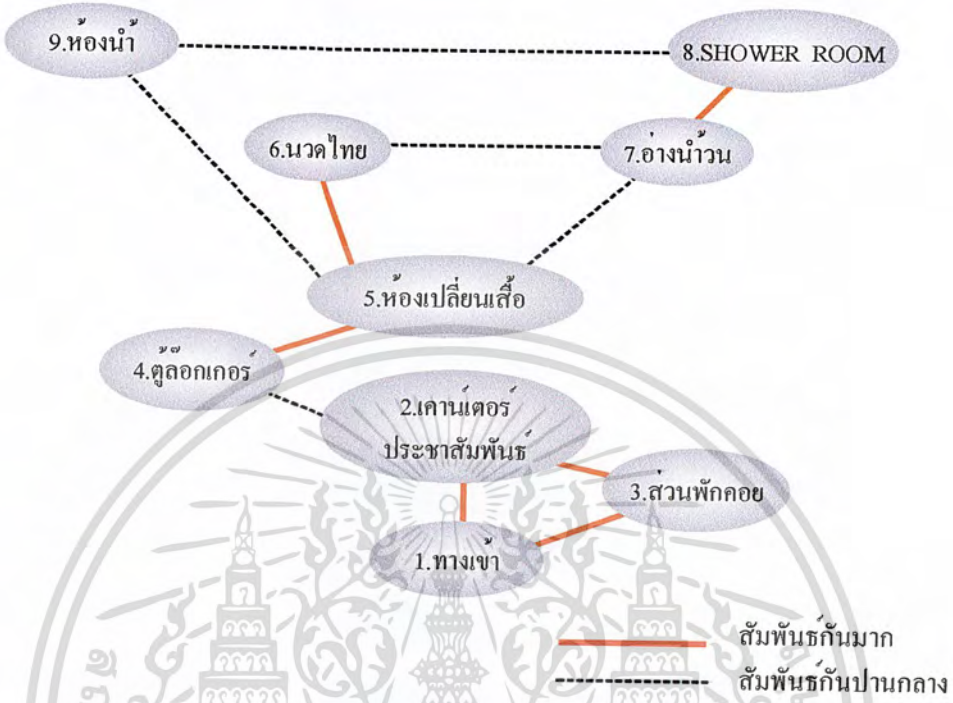 9.ห้องน้ำ
8.SHOWER ROOM
6.นวดไทย
7.อ่างน้ำวน
5.ห้องเปลี่ยนเสื้อ
4.ตู้ล๊อกเกอร์
2.เคาน์เตอร์
ประชาสัมพันธ์
3.ส่วนพักคอย
1.ทางเข้า
สัมพันธ์กันมาก
สัมพันธ์กันปานกลาง